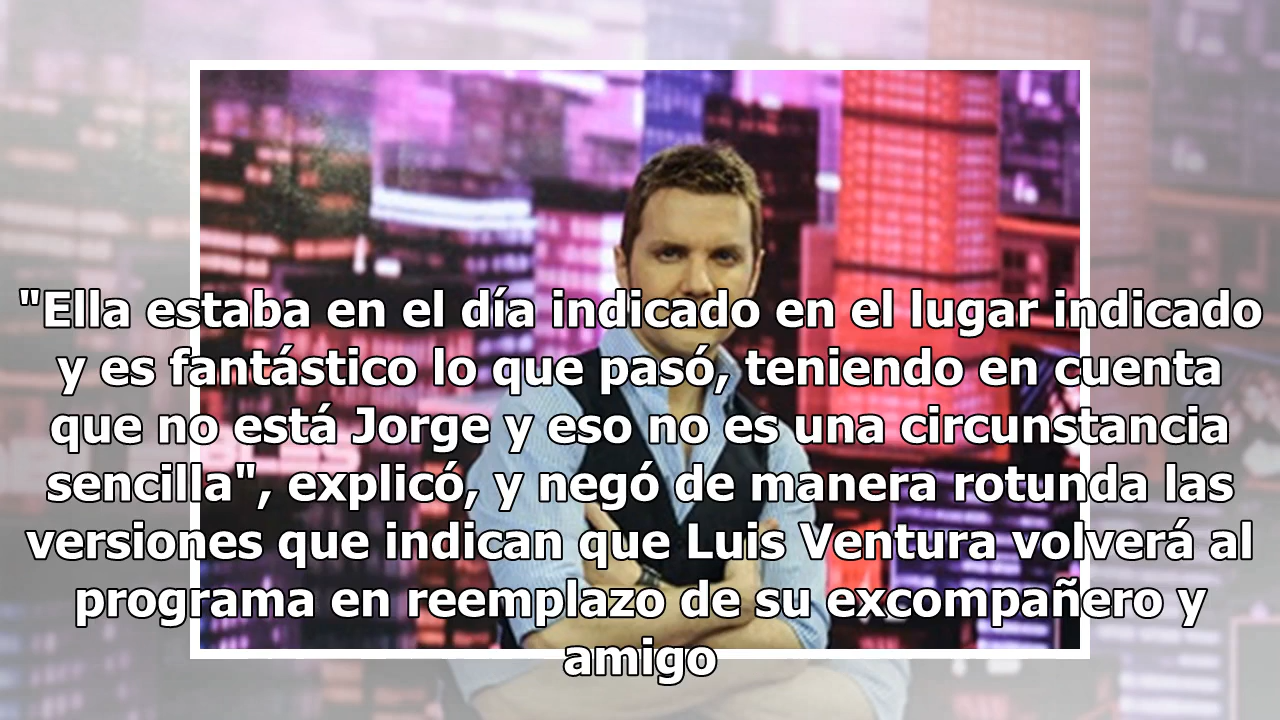 "Ella estaba en el día indicado en el lugar indicado
y es fantástico lo que pasó, teniendo en cuenta
que no está Jorge y eso no es una circunstancia
sencilla", explicó, y negó de manera rotunda las
versiones que indican que Luis Ventura volverá al
programa en reemplazo de su excompañero y
amigo